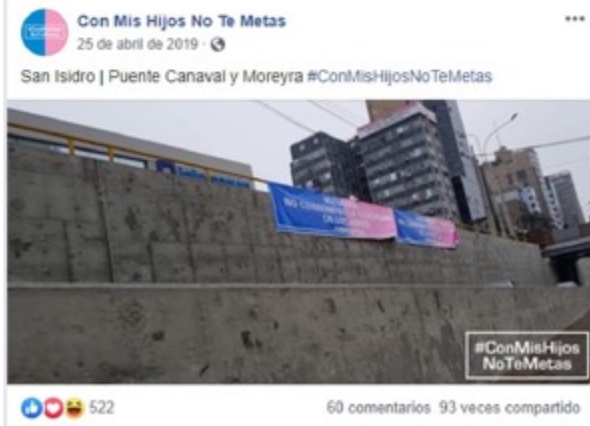 Con Mis Hijos No Te Metas
25 de abril de 2019
San Isidro | Puente Canaval y Moreyra #ConMisHijosNoTeMetas
#ConMisHijos
NoTeMetas
522
60 comentarios 93 veces compartido